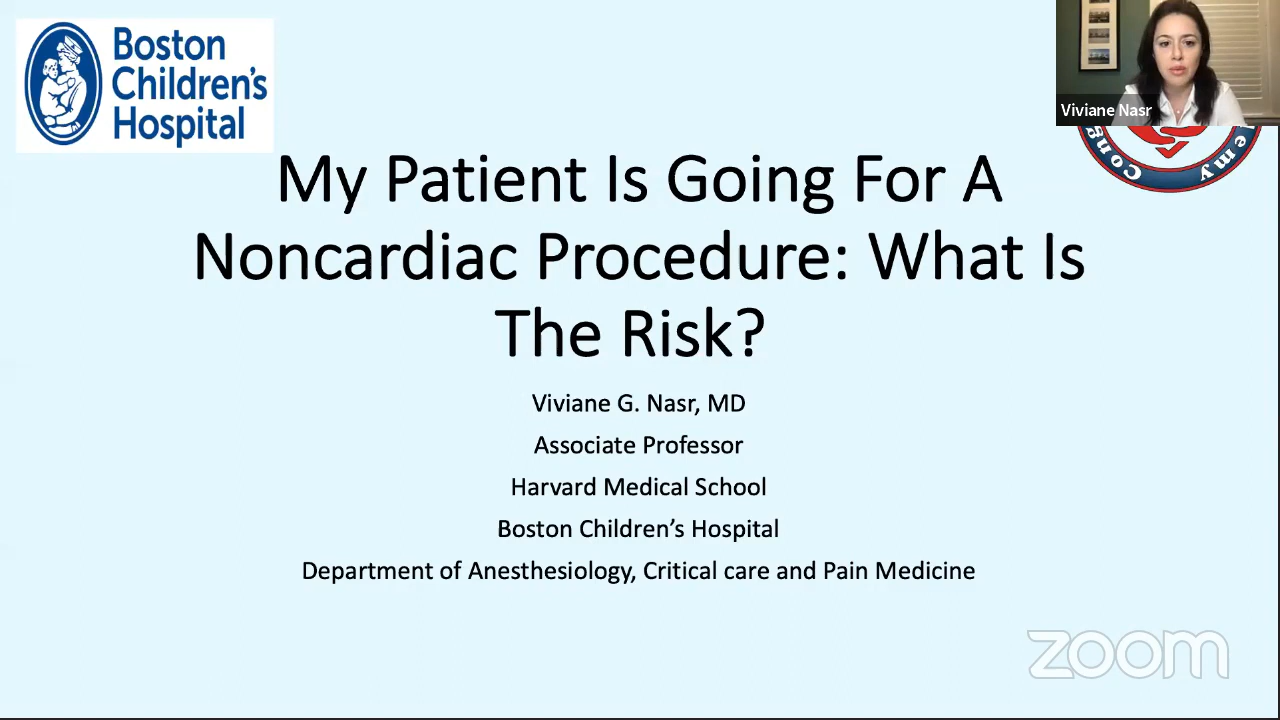 Boston
Children's
Hospital
Viviane Nasr
My Patient Is Going For A
Noncardiac Procedure: What Is
The Risk?
Viviane G. Nasr, MD
Associate Professor
Harvard Medical School
Boston Children’s Hospital
Department of Anesthesiology, Critical care and Pain Medicine
zoom